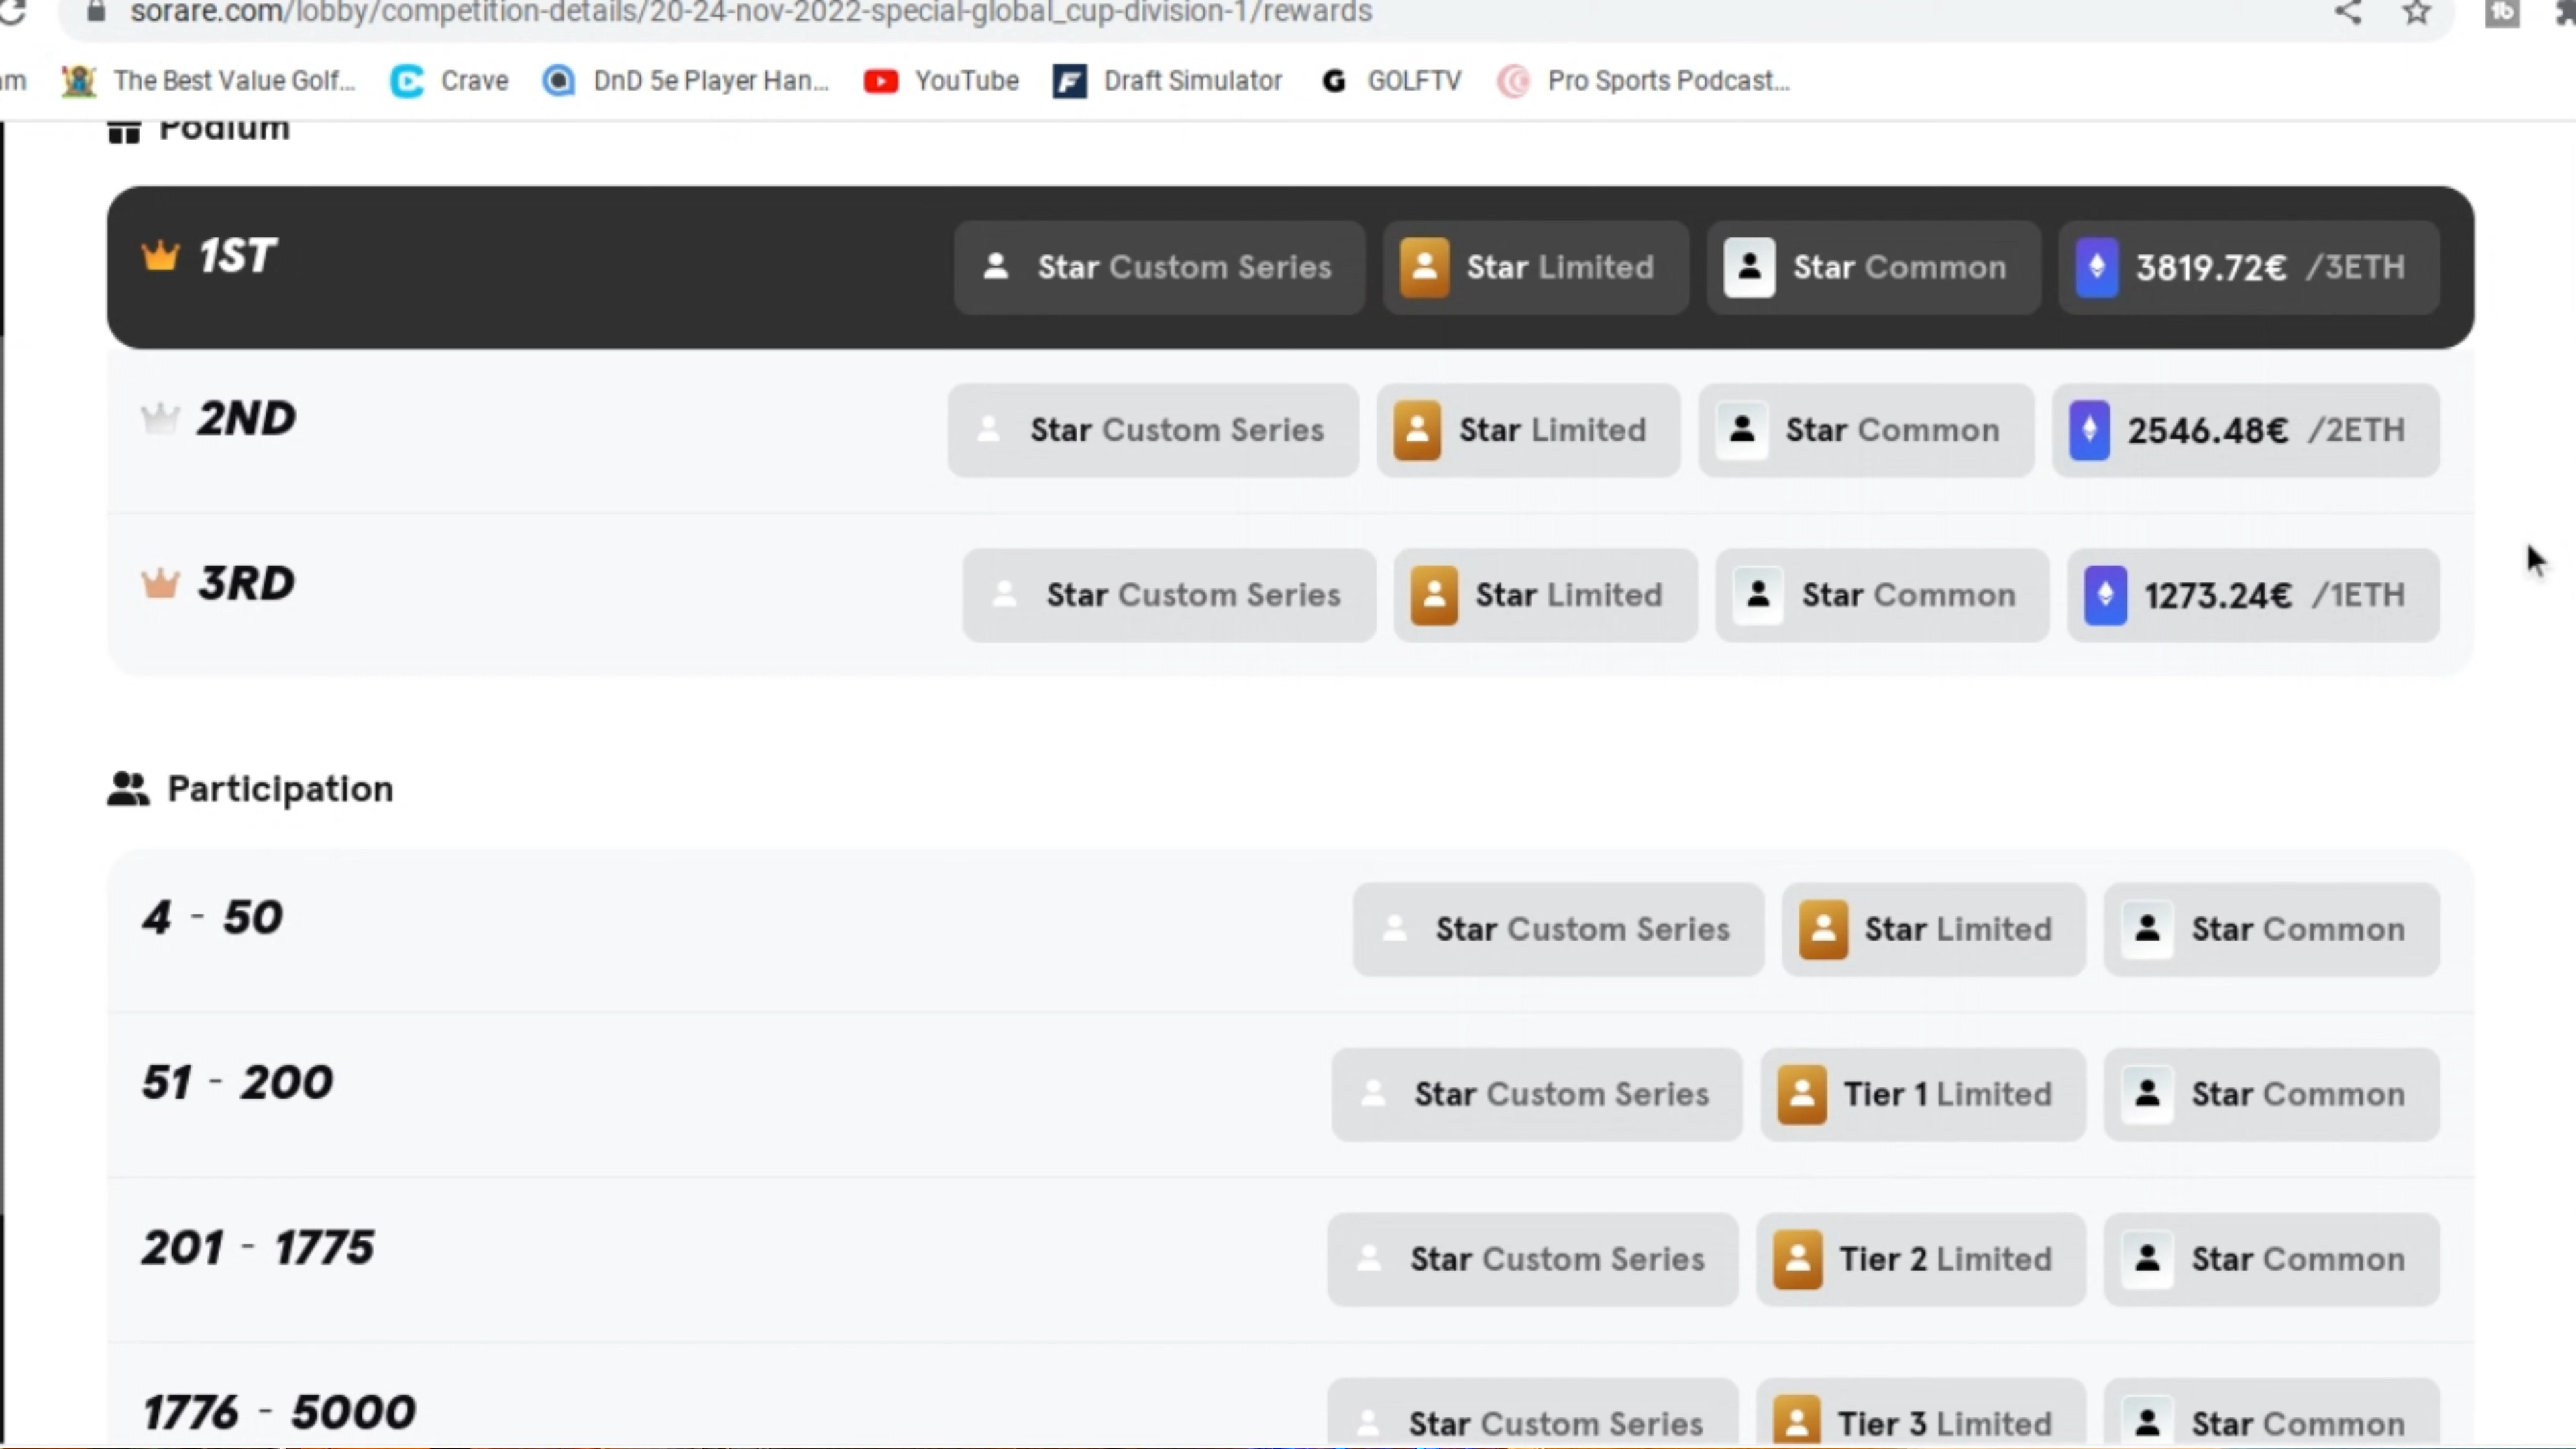 sorare.com/lobby/competition-details/20-24-nov-2022-special-global_cup-division-1/rewards
am The Best Value Golf... Crave DnD 5e Player Han... YouTube Draft Simulator GOLFTV Pro Sports Podcast...
Podium
1ST Star Custom Series Star Limited Star Common 3819.72€ /3ETH
2ND Star Custom Series Star Limited Star Common 2546.48€ /2ETH
3RD Star Custom Series Star Limited Star Common 1273.24€ /1ETH
Participation
4 - 50 Star Custom Series Star Limited Star Common
51 - 200 Star Custom Series Tier 1 Limited Star Common
201 - 1775 Star Custom Series Tier 2 Limited Star Common
1776 - 5000 Star Custom Series Tier 3 Limited Star Common